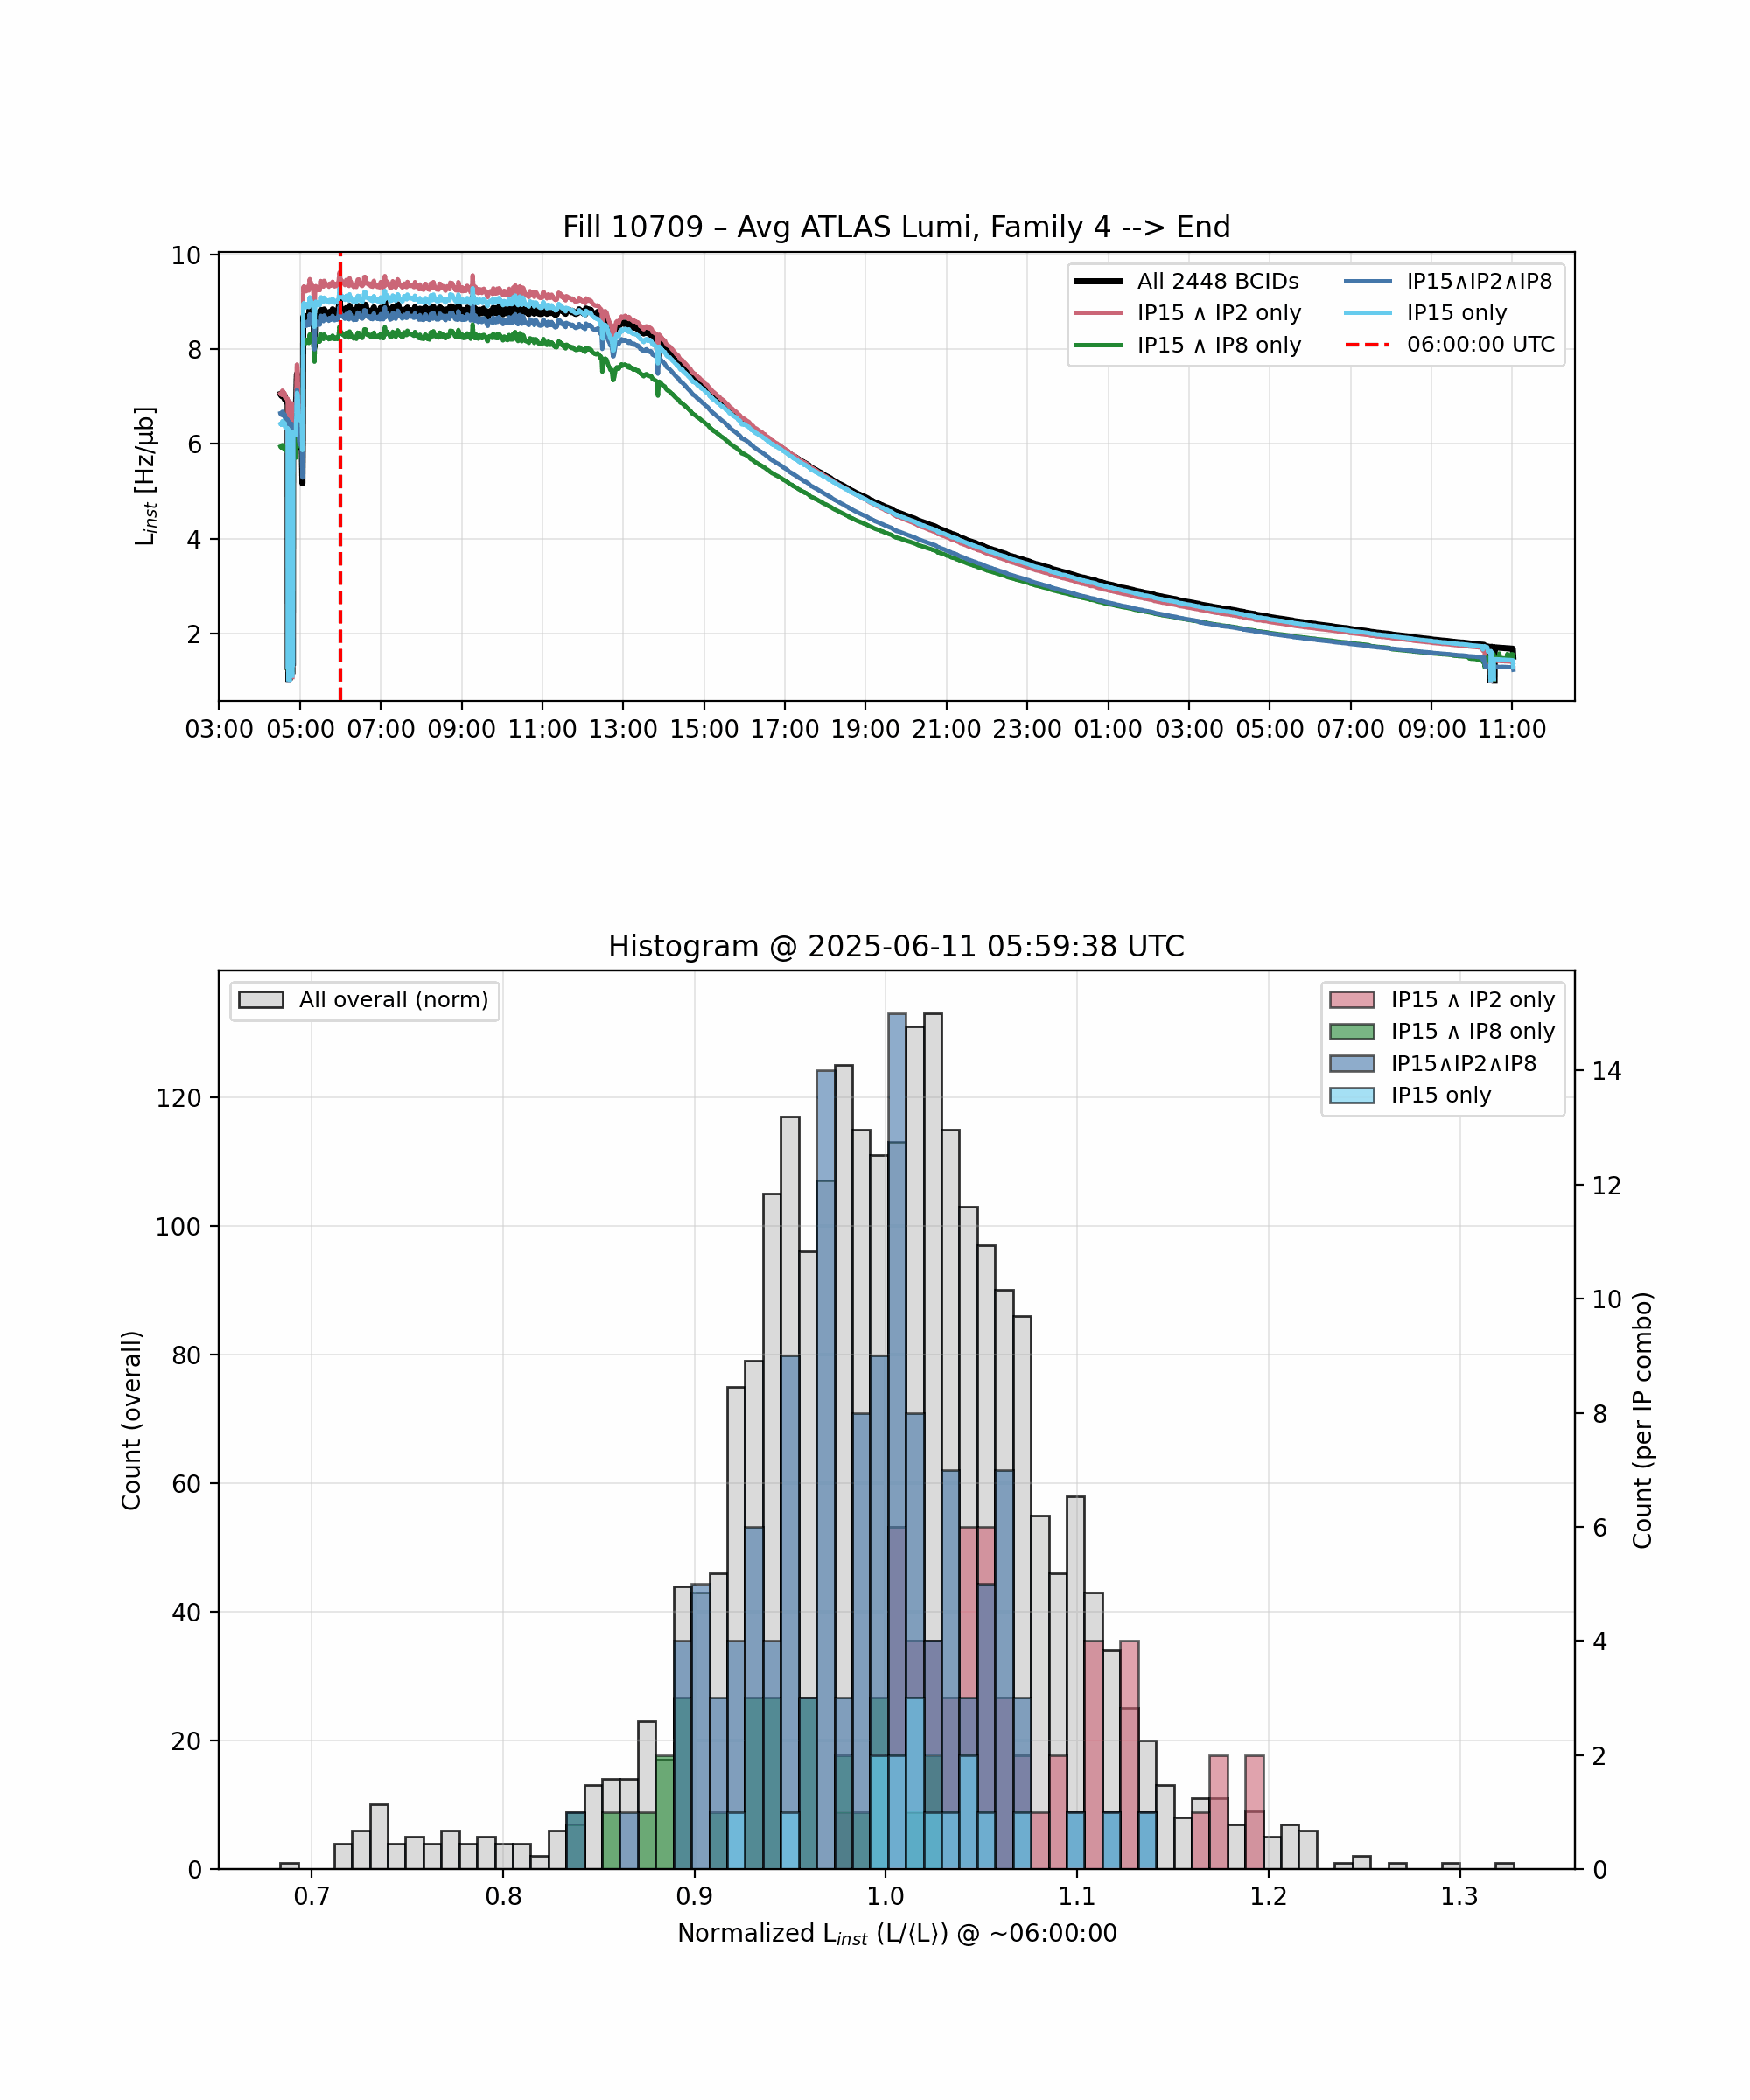 Fill 10709 – Avg ATLAS Lumi, Family 4 --> End
L_inst [Hz/μb]
10
8
6
4
2
All 2448 BCIDs
IP15 ∧ IP2 only
IP15 ∧ IP8 only
IP15∧IP2∧IP8
IP15 only
06:00:00 UTC
03:00 05:00 07:00 09:00 11:00 13:00 15:00 17:00 19:00 21:00 23:00 01:00 03:00 05:00 07:00 09:00 11:00
Histogram @ 2025-06-11 05:59:38 UTC
All overall (norm)
IP15 ∧ IP2 only
IP15 ∧ IP8 only
IP15∧IP2∧IP8
IP15 only
Count (overall)
120
100
80
60
40
20
0
14
12
10
8
6
4
2
0
Count (per IP combo)
0.7 0.8 0.9 1.0 1.1 1.2 1.3
Normalized L_inst (L/⟨L⟩) @ ~06:00:00